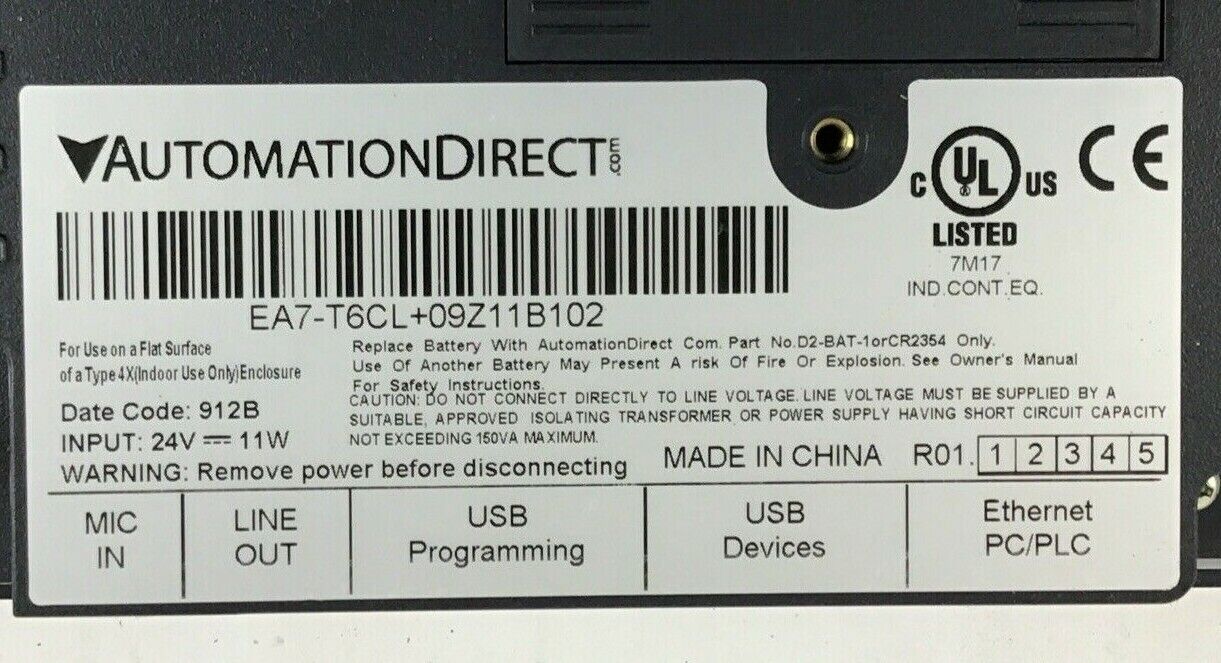 AUTOMATIONDIRECT.com
C UL® US
LISTED
7M17
IND.CONT.EQ.
CE
EA7-T6CL+09Z11B102
For Use on a Flat Surface
of a Type 4X(Indoor Use Only)Enclosure
Replace Battery With AutomationDirect Com. Part No.D2-BAT-1orCR2354 Only.
Use Of Another Battery May Present A risk Of Fire Or Explosion. See Owner's Manual
For Safety Instructions.
CAUTION: DO NOT CONNECT DIRECTLY TO LINE VOLTAGE. LINE VOLTAGE MUST BE SUPPLIED BY A
SUITABLE, APPROVED ISOLATING TRANSFORMER OR POWER SUPPLY HAVING SHORT CIRCUIT CAPACITY
NOT EXCEEDING 150VA MAXIMUM.
Date Code: 912B
INPUT: 24V ⎓ 11W
WARNING: Remove power before disconnecting
MADE IN CHINA
R01. 1 2 3 4 5
MIC
IN
LINE
OUT
USB
Programming
USB
Devices
Ethernet
PC/PLC